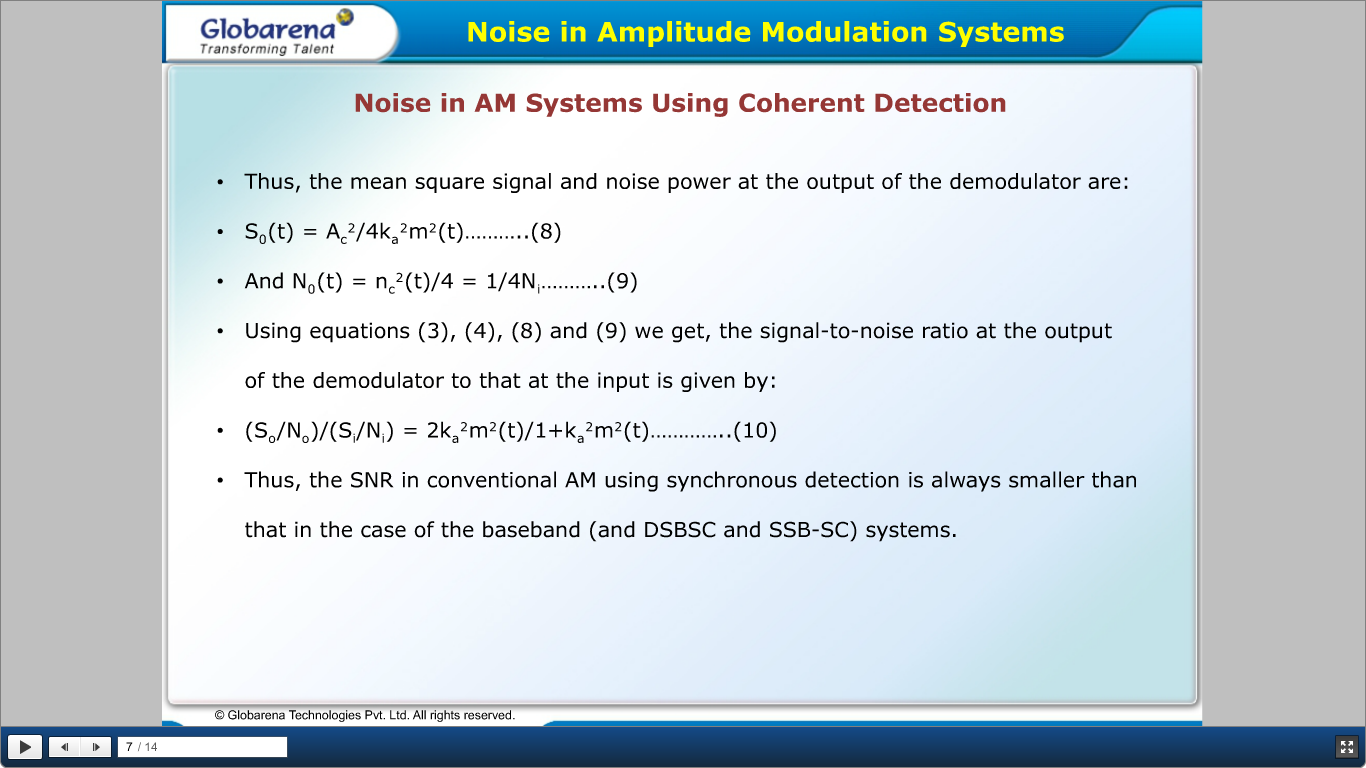 Globarena
Transforming Talent
Noise in Amplitude Modulation Systems
Noise in AM Systems Using Coherent Detection
• Thus, the mean square signal and noise power at the output of the demodulator are:
• S₀(t) = A꜀²/4kₐ²m²(t)………..(8)
• And N₀(t) = n꜀²(t)/4 = 1/4Nᵢ………..(9)
• Using equations (3), (4), (8) and (9) we get, the signal-to-noise ratio at the output
of the demodulator to that at the input is given by:
• (Sₒ/Nₒ)/(Sᵢ/Nᵢ) = 2kₐ²m²(t)/1+kₐ²m²(t)…………..(10)
• Thus, the SNR in conventional AM using synchronous detection is always smaller than
that in the case of the baseband (and DSBSC and SSB-SC) systems.
© Globarena Technologies Pvt. Ltd. All rights reserved.
7 / 14